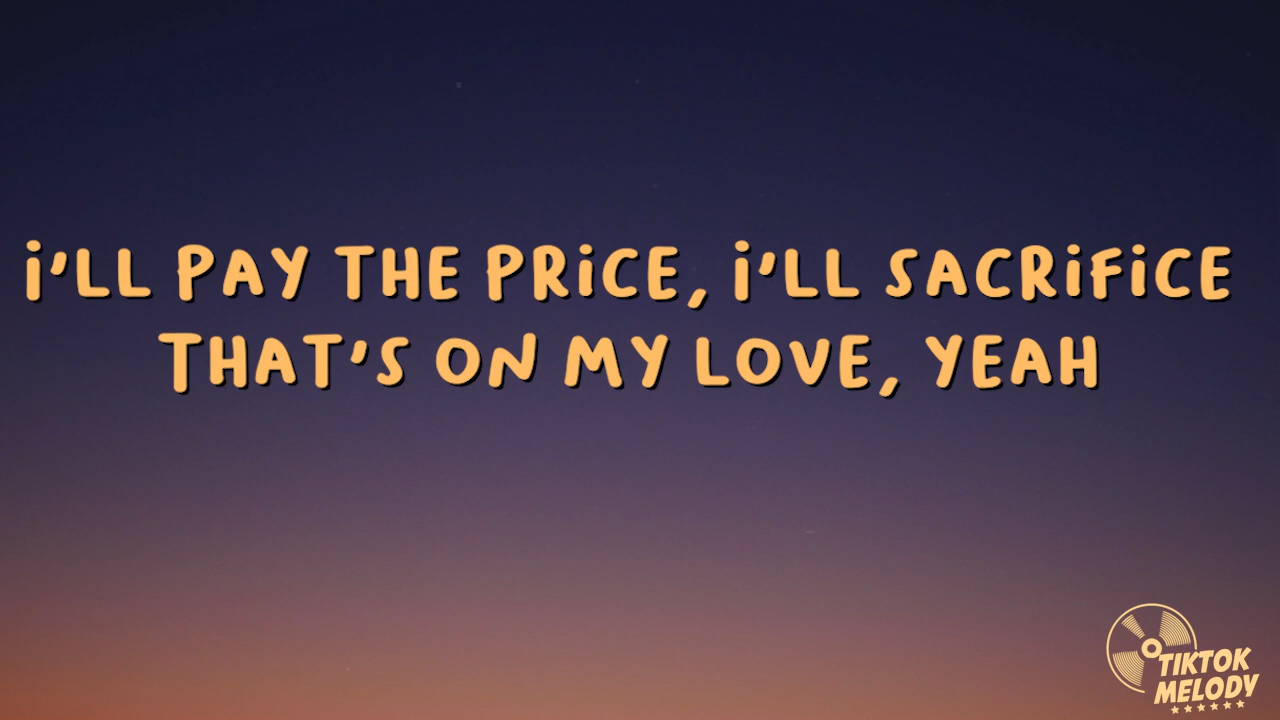 i'LL PAY THE PRiCE, i'LL SACRiFiCE
THAT'S ON MY LOVE, YEAH
TIKTOK
MELODY